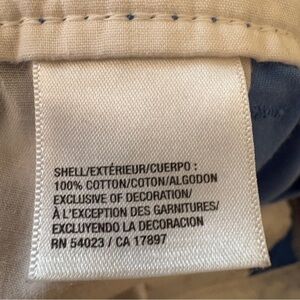 SHELL/EXTÉRIEUR/CUERPO :
100% COTTON/COTON/ALGODON
EXCLUSIVE OF DECORATION/
À L'EXCEPTION DES GARNITURES/
EXCLUYENDO LA DECORACION
RN 54023 / CA 17897